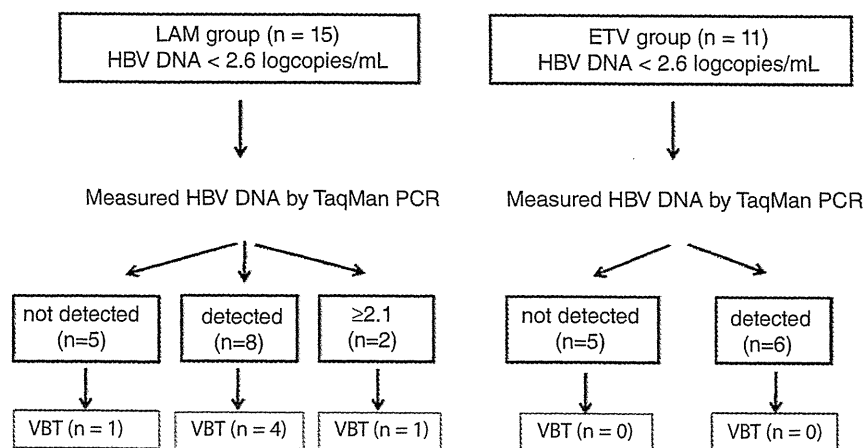 LAM group (n = 15)
HBV DNA < 2.6 logcopies/mL
ETV group (n = 11)
HBV DNA < 2.6 logcopies/mL
Measured HBV DNA by TaqMan PCR
Measured HBV DNA by TaqMan PCR
not detected
(n=5)
detected
(n=8)
≥2.1
(n=2)
not detected
(n=5)
detected
(n=6)
VBT (n = 1)
VBT (n = 4)
VBT (n = 1)
VBT (n = 0)
VBT (n = 0)